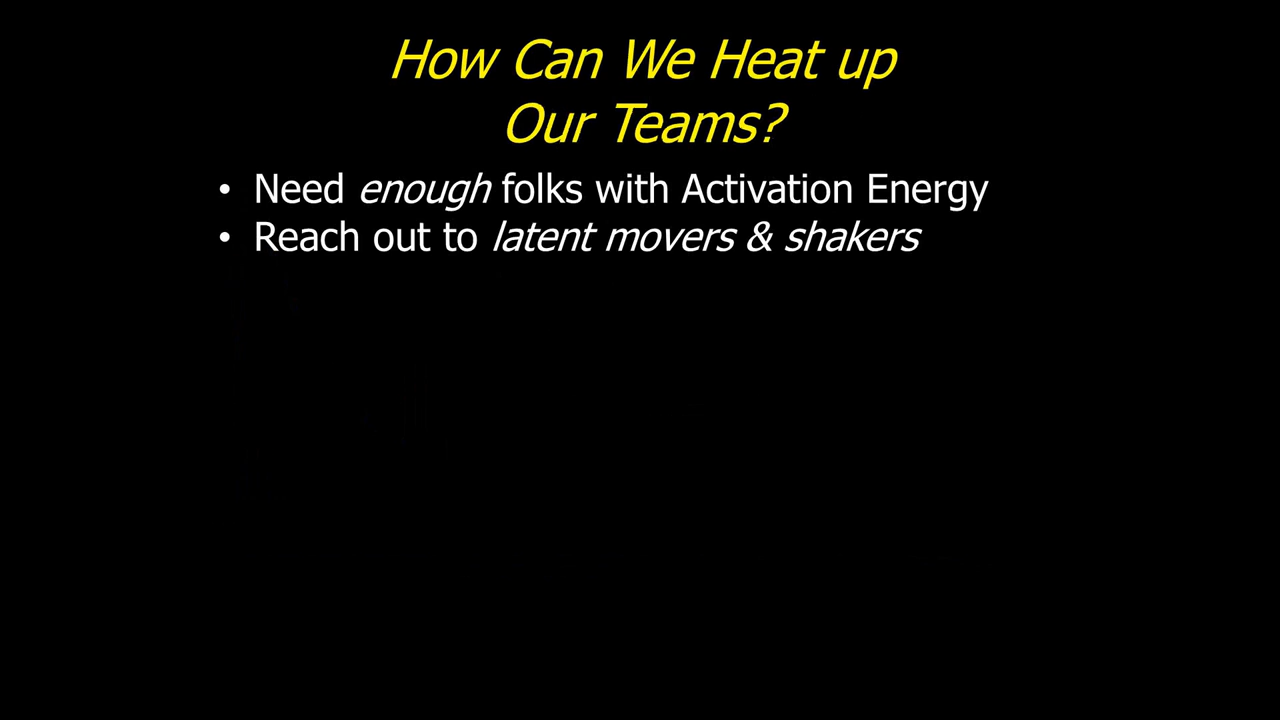 How Can We Heat up
Our Teams?
• Need enough folks with Activation Energy
• Reach out to latent movers & shakers